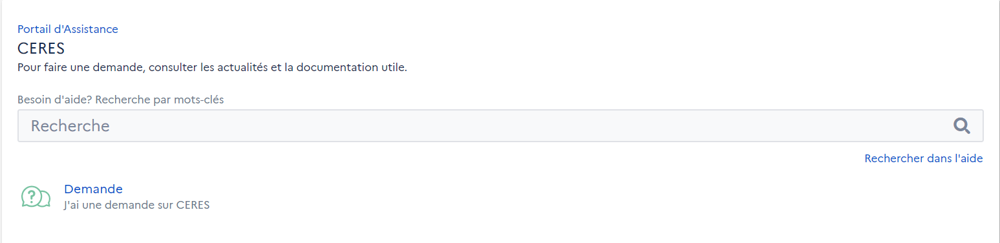 Portail d'Assistance
CERES
Pour faire une demande, consulter les actualités et la documentation utile.
Besoin d'aide? Recherche par mots-clés
Recherche
Rechercher dans l'aide
Demande
J'ai une demande sur CERES